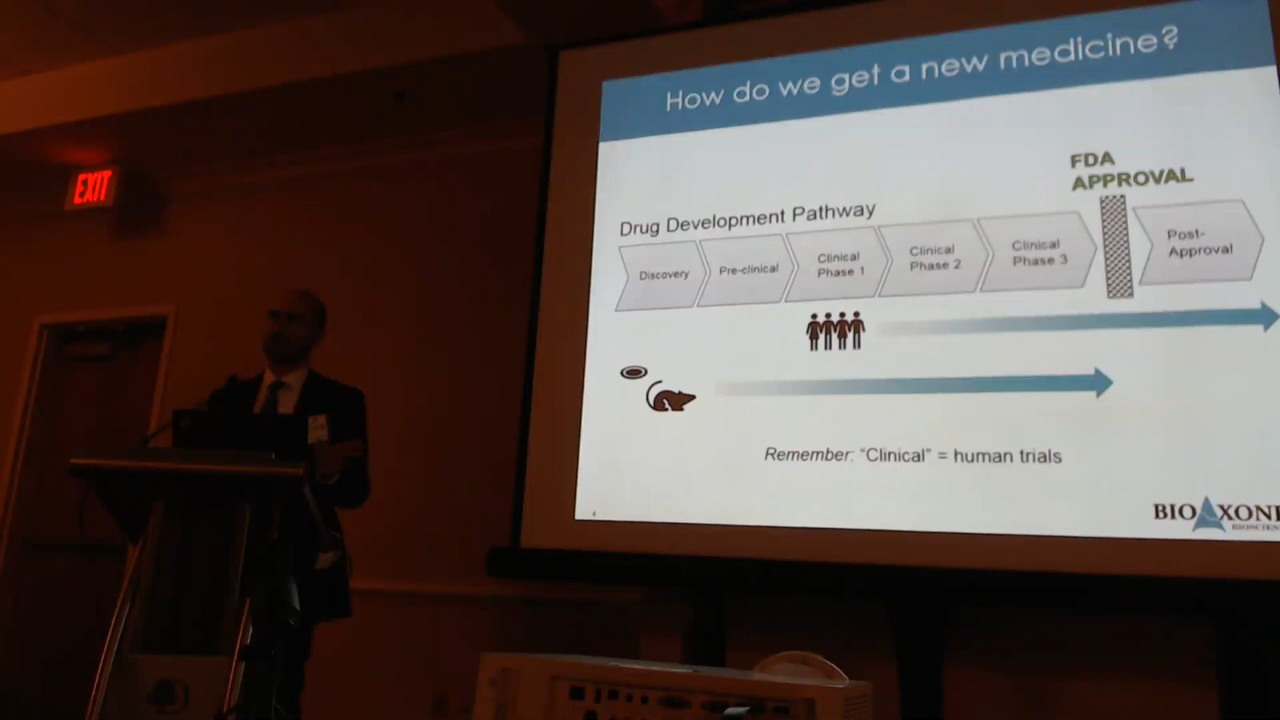 How do we get a new medicine?
FDA
APPROVAL
Drug Development Pathway
Discovery
Pre-clinical
Clinical
Phase 1
Clinical
Phase 2
Clinical
Phase 3
Post-
Approval
EXIT
Remember: "Clinical" = human trials
4
BIOAXONE